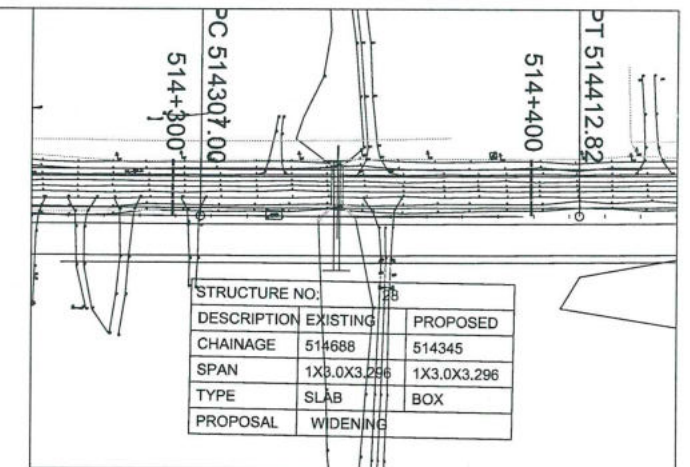 PC 514307.00
514+300
514+400
PT 514412.82
STRUCTURE NO: 28
DESCRIPTION EXISTING PROPOSED
CHAINAGE 514688 514345
SPAN 1X3.0X3.296 1X3.0X3.296
TYPE SLAB BOX
PROPOSAL WIDENING